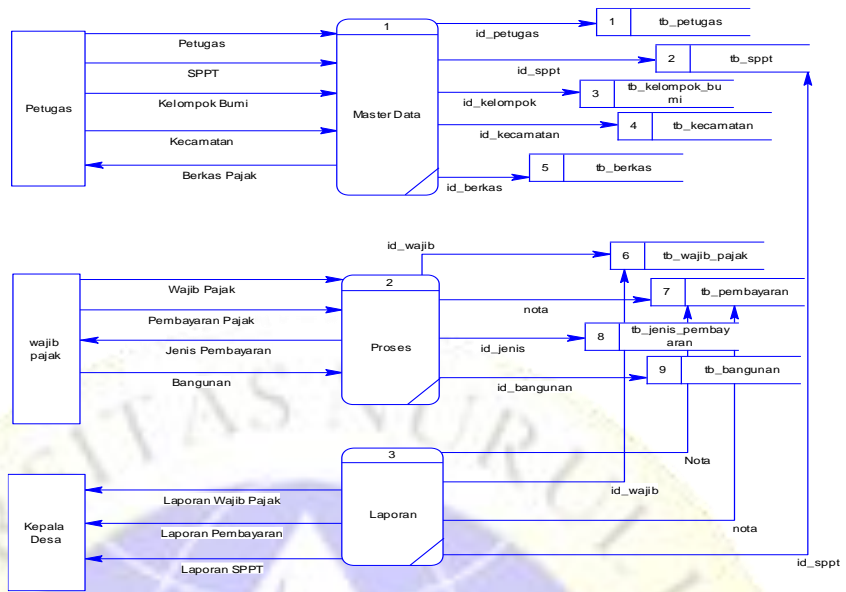 Petugas
Petugas
SPPT
Kelompok Bumi
Kecamatan
Berkas Pajak
1
Master Data
id_petugas
id_sppt
id_kelompok
id_kecamatan
id_berkas
1 tb_petugas
2 tb_sppt
3 tb_kelompok_bu
mi
4 tb_kecamatan
5 tb_berkas
wajib
pajak
Wajib Pajak
Pembayaran Pajak
Jenis Pembayaran
Bangunan
2
Proses
id_wajib
nota
id_jenis
id_bangunan
6 tb_wajib_pajak
7 tb_pembayaran
8 tb_jenis_pembay
aran
9 tb_bangunan
Kepala
Desa
Laporan Wajib Pajak
Laporan Pembayaran
Laporan SPPT
3
Laporan
Nota
id_wajib
nota
id_sppt
ITAS NURUL